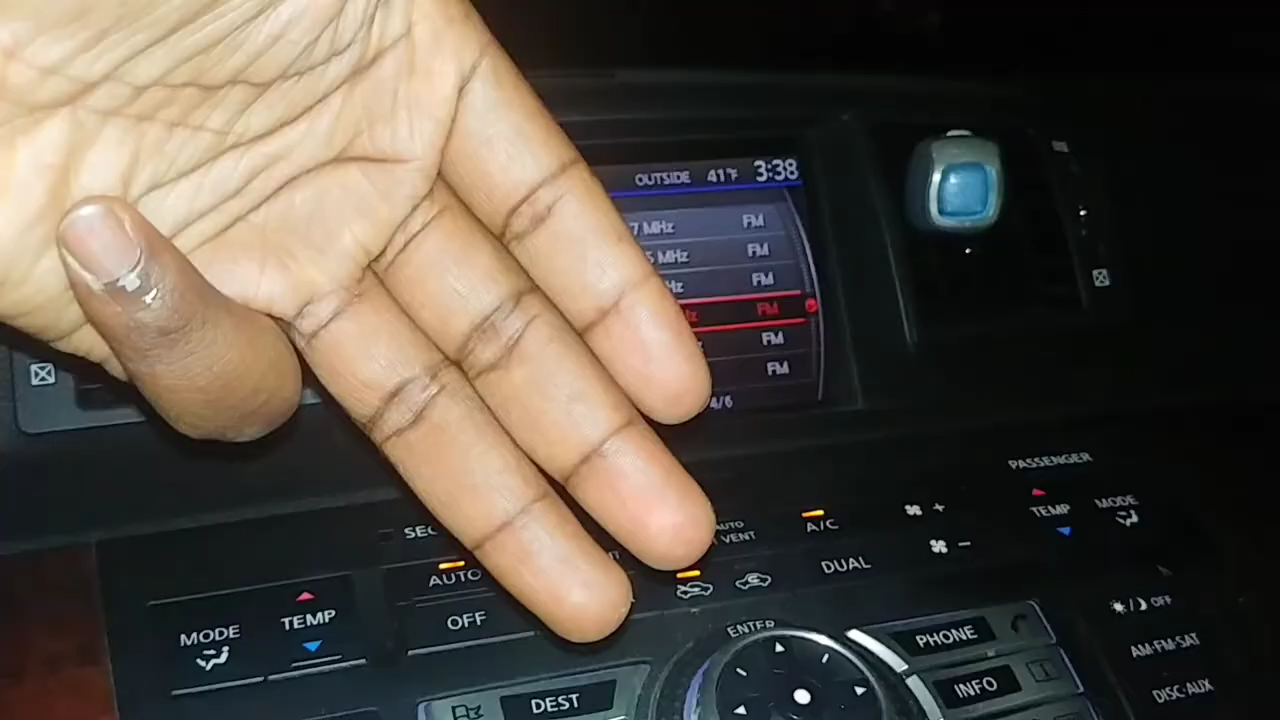 OUTSIDE 41°F 3:38
7 MHz FM
5 MHz FM
Hz FM
Hz FM
FM
FM
4/6
PASSENGER
TEMP
MODE
A/C
AUTO
VENT
DUAL
AUTO
OFF
MODE
TEMP
ENTER
PHONE
INFO
DEST
OFF
AM·FM·SAT
DISC·AUX